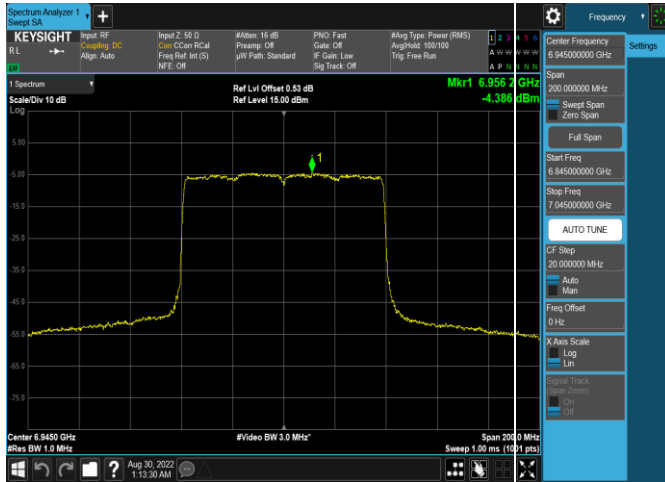 Spectrum Analyzer 1
Swept SA
+
Frequency
KEYSIGHT
RL
Input: RF
Coupling: DC
Align: Auto
Input Z: 50 Ω
Corr CCorr RCal
Freq Ref: Int (S)
NFE: Off
#Atten: 16 dB
Preamp: Off
µW Path: Standard
PNO: Fast
Gate: Off
IF Gain: Low
Sig Track: Off
#Avg Type: Power (RMS)
Avg|Hold: 100/100
Trig: Free Run
1 2 3 4 5 6
A W W W W W
A P N N N N
1 Spectrum
Scale/Div 10 dB
Log
Ref Lvl Offset 0.53 dB
Ref Level 15.00 dBm
Mkr1 6.956 2 GHz
-4.386 dBm
5.00
-5.00
-15.0
-25.0
-35.0
-45.0
-55.0
-65.0
-75.0
1
Center 6.9450 GHz
#Res BW 1.0 MHz
#Video BW 3.0 MHz*
Span 200.0 MHz
Sweep 1.00 ms (1001 pts)
?
Aug 30, 2022
1:13:30 AM
Center Frequency
6.945000000 GHz
Settings
Span
200.000000 MHz
Swept Span
Zero Span
Full Span
Start Freq
6.845000000 GHz
Stop Freq
7.045000000 GHz
AUTO TUNE
CF Step
20.000000 MHz
Auto
Man
Freq Offset
0 Hz
X Axis Scale
Log
Lin
Signal Track
(Span Zoom)
On
Off